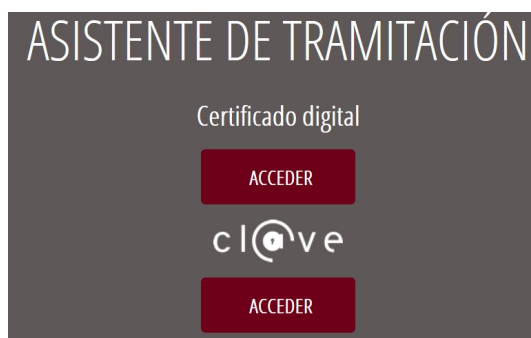 ASISTENTE DE TRAMITACIÓN
Certificado digital
ACCEDER
cl@ve
ACCEDER